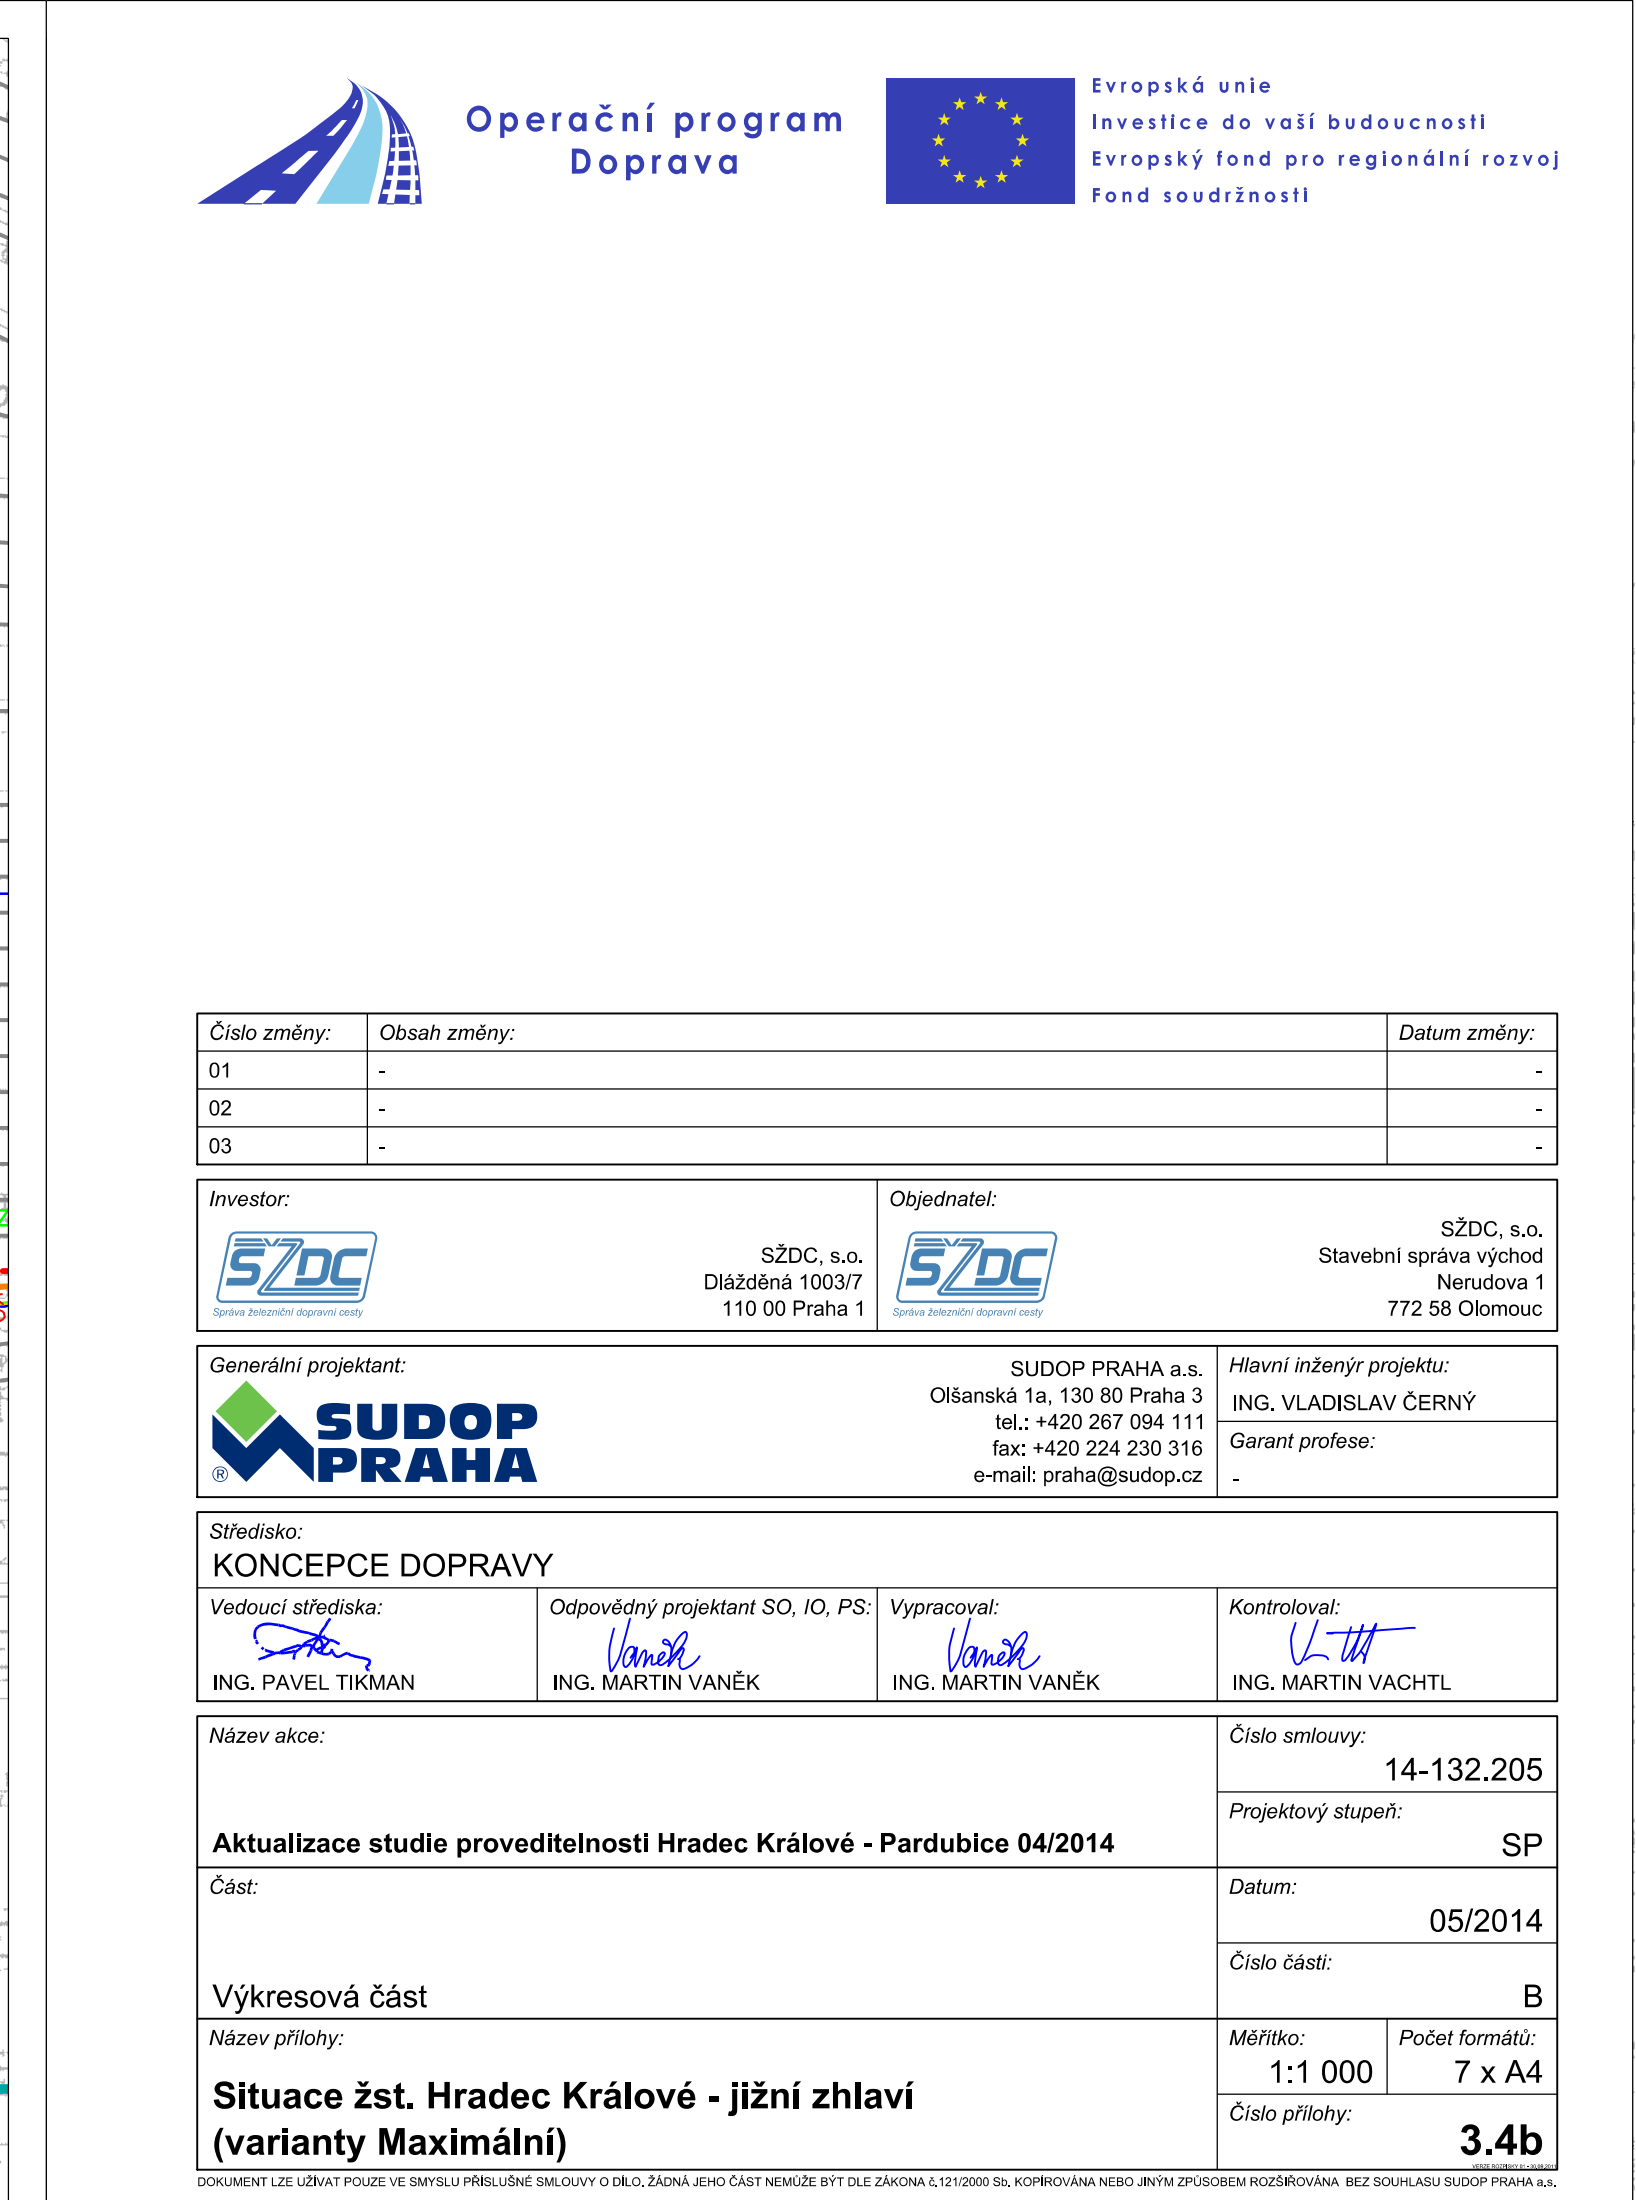 Operační program
Doprava
Evropská unie
Investice do vaší budoucnosti
Evropský fond pro regionální rozvoj
Fond soudržnosti
Číslo změny: Obsah změny: Datum změny:
01 - -
02 - -
03 - -
Investor:
SŽDC
Správa železniční dopravní cesty
SŽDC, s.o.
Dlážděná 1003/7
110 00 Praha 1
Objednatel:
SŽDC
Správa železniční dopravní cesty
SŽDC, s.o.
Stavební správa východ
Nerudova 1
772 58 Olomouc
Generální projektant:
SUDOP
PRAHA
®
SUDOP PRAHA a.s.
Olšanská 1a, 130 80 Praha 3
tel.: +420 267 094 111
fax: +420 224 230 316
e-mail: praha@sudop.cz
Hlavní inženýr projektu:
ING. VLADISLAV ČERNÝ
Garant profese:
-
Středisko:
KONCEPCE DOPRAVY
Vedoucí střediska:
ING. PAVEL TIKMAN
Odpovědný projektant SO, IO, PS:
Vaněk
ING. MARTIN VANĚK
Vypracoval:
Vaněk
ING. MARTIN VANĚK
Kontroloval:
ING. MARTIN VACHTL
Název akce:
Aktualizace studie proveditelnosti Hradec Králové - Pardubice 04/2014
Číslo smlouvy:
14-132.205
Projektový stupeň:
SP
Část:
Výkresová část
Datum:
05/2014
Číslo části:
B
Název přílohy:
Situace žst. Hradec Králové - jižní zhlaví
(varianty Maximální)
Měřítko:
1:1 000
Počet formátů:
7 x A4
Číslo přílohy:
3.4b
VERZE ROZPISKY 01 - 30.08.2011
DOKUMENT LZE UŽÍVAT POUZE VE SMYSLU PŘÍSLUŠNÉ SMLOUVY O DÍLO. ŽÁDNÁ JEHO ČÁST NEMŮŽE BÝT DLE ZÁKONA č.121/2000 Sb. KOPÍROVÁNA NEBO JINÝM ZPŮSOBEM ROZŠIŘOVÁNA BEZ SOUHLASU SUDOP PRAHA a.s.